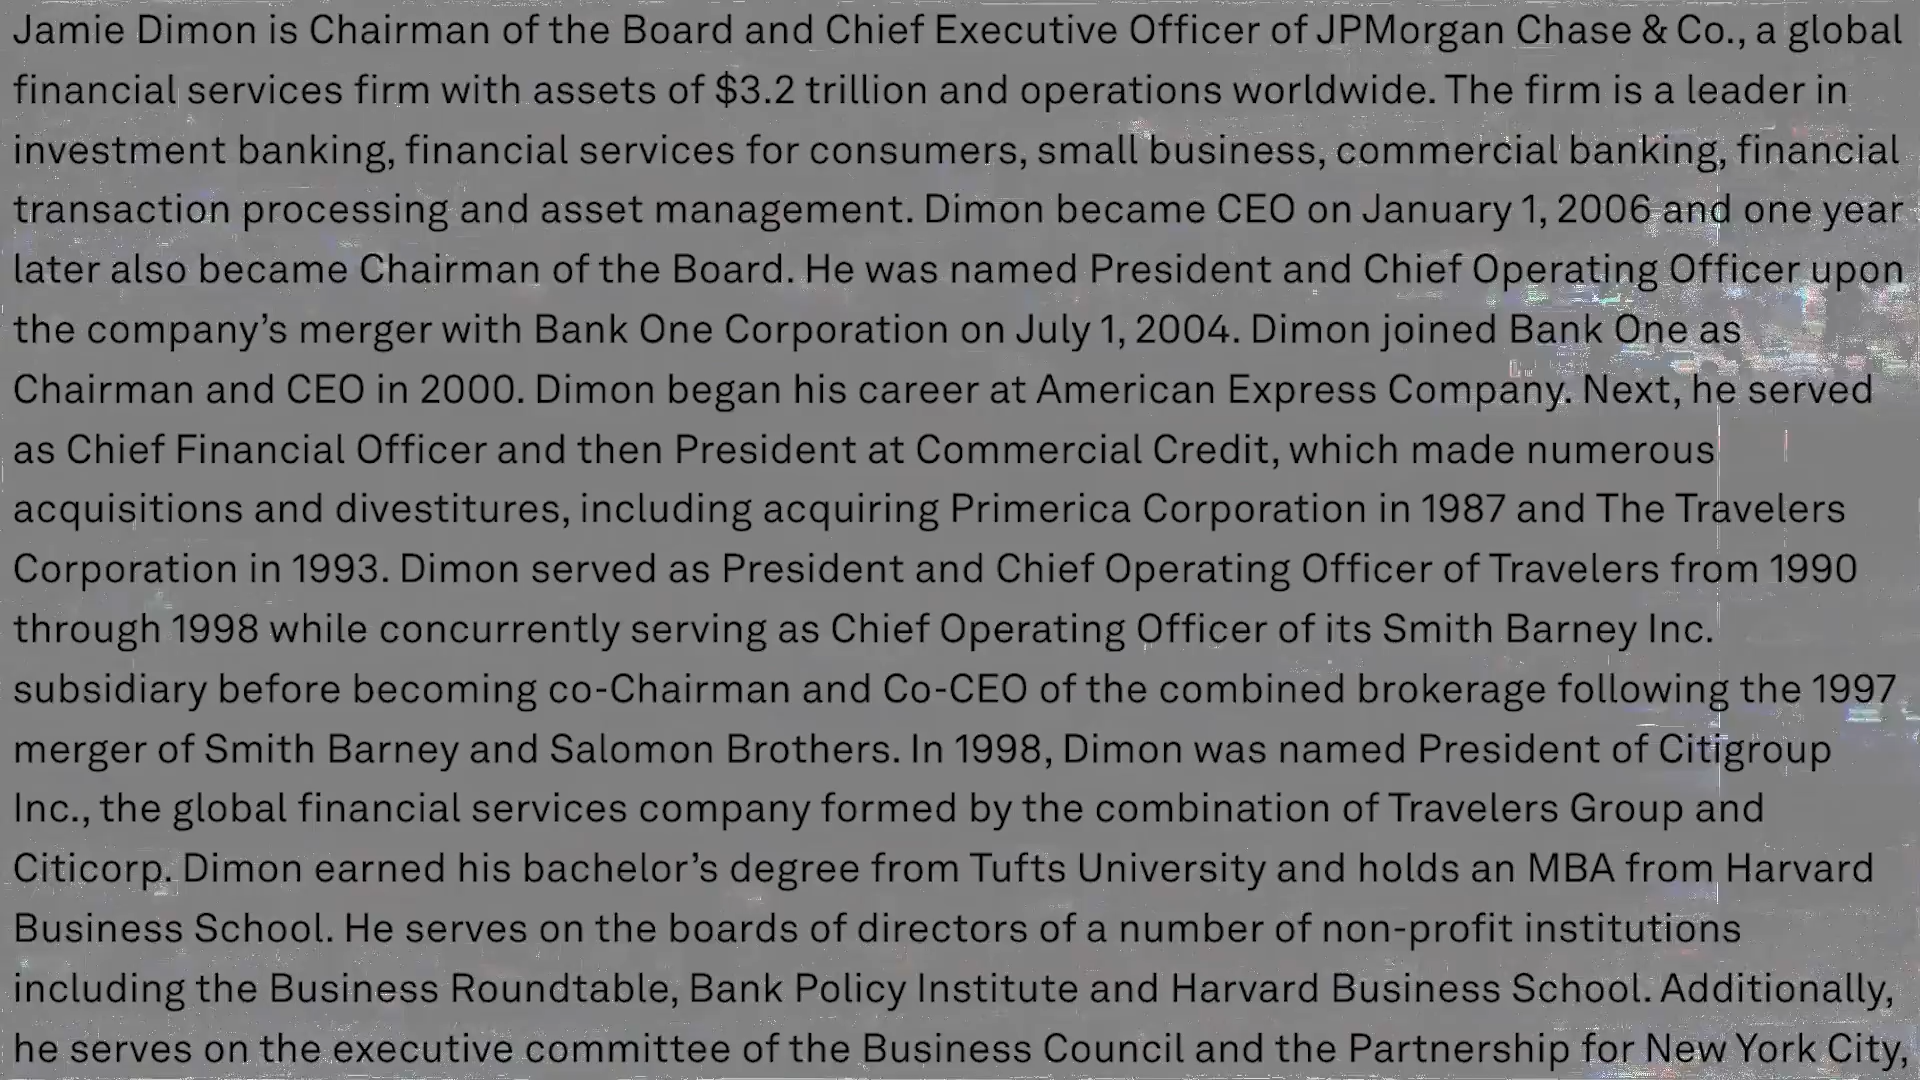 Jamie Dimon is Chairman of the Board and Chief Executive Officer of JPMorgan Chase & Co., a global
financial services firm with assets of $3.2 trillion and operations worldwide. The firm is a leader in
investment banking, financial services for consumers, small business, commercial banking, financial
transaction processing and asset management. Dimon became CEO on January 1, 2006 and one year
later also became Chairman of the Board. He was named President and Chief Operating Officer upon
the company’s merger with Bank One Corporation on July 1, 2004. Dimon joined Bank One as
Chairman and CEO in 2000. Dimon began his career at American Express Company. Next, he served
as Chief Financial Officer and then President at Commercial Credit, which made numerous
acquisitions and divestitures, including acquiring Primerica Corporation in 1987 and The Travelers
Corporation in 1993. Dimon served as President and Chief Operating Officer of Travelers from 1990
through 1998 while concurrently serving as Chief Operating Officer of its Smith Barney Inc.
subsidiary before becoming co-Chairman and Co-CEO of the combined brokerage following the 1997
merger of Smith Barney and Salomon Brothers. In 1998, Dimon was named President of Citigroup
Inc., the global financial services company formed by the combination of Travelers Group and
Citicorp. Dimon earned his bachelor’s degree from Tufts University and holds an MBA from Harvard
Business School. He serves on the boards of directors of a number of non-profit institutions
including the Business Roundtable, Bank Policy Institute and Harvard Business School. Additionally,
he serves on the executive committee of the Business Council and the Partnership for New York City,